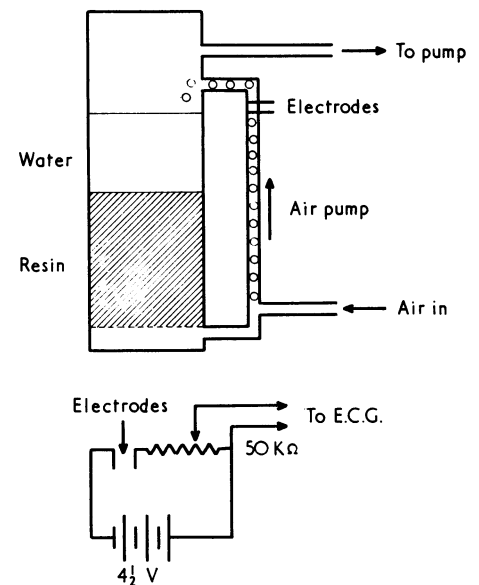 To pump
Electrodes
Water
Air pump
Resin
Air in
Electrodes
To E.C.G.
50 KΩ
4½ V